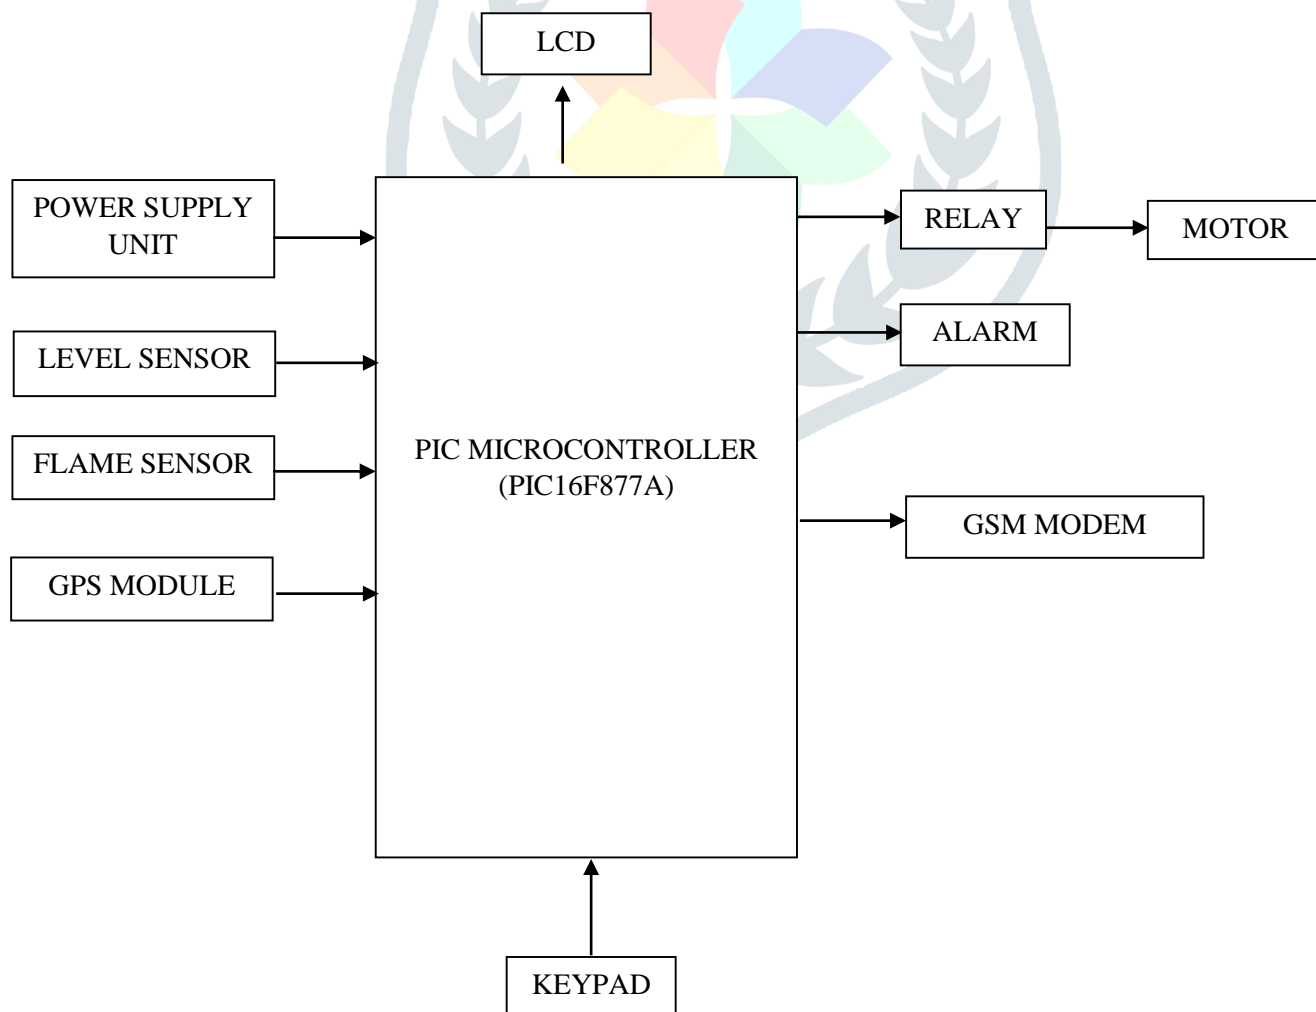 LCD
POWER SUPPLY
UNIT
RELAY
MOTOR
LEVEL SENSOR
ALARM
FLAME SENSOR
PIC MICROCONTROLLER
(PIC16F877A)
GSM MODEM
GPS MODULE
KEYPAD